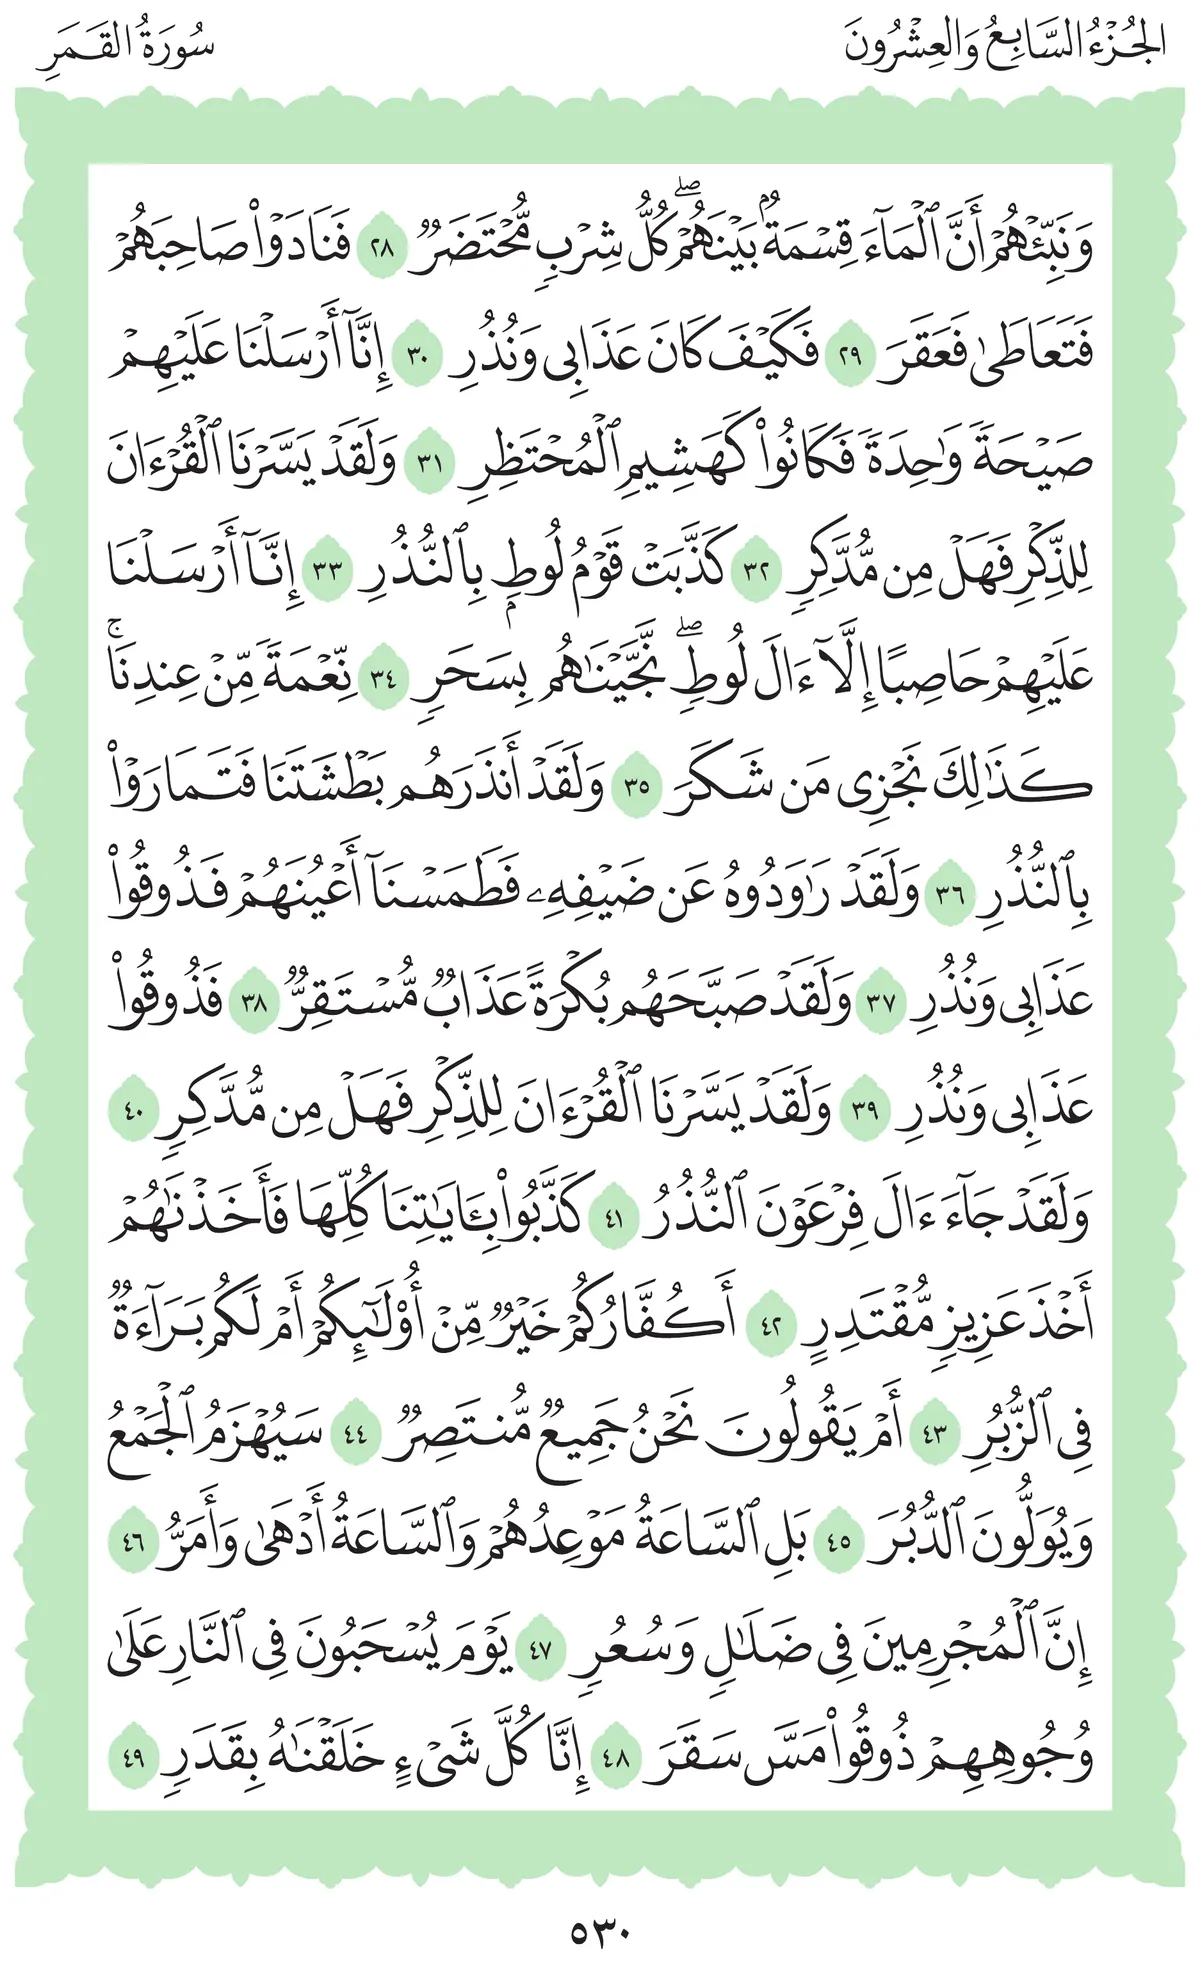 الجُزْءُ السَّابِعُ وَالعِشْرُونَ
سُورَةُ القَمَرِ
وَنَبِّئۡهُمۡ أَنَّ ٱلۡمَآءَ قِسۡمَةُۢ بَيۡنَهُمۡۖ كُلُّ شِرۡبٖ مُّحۡتَضَرٞ ٢٨ فَنَادَوۡاْ صَاحِبَهُمۡ
فَتَعَاطَىٰ فَعَقَرَ ٢٩ فَكَيۡفَ كَانَ عَذَابِي وَنُذُرِ ٣٠ إِنَّآ أَرۡسَلۡنَا عَلَيۡهِمۡ
صَيۡحَةٗ وَٰحِدَةٗ فَكَانُواْ كَهَشِيمِ ٱلۡمُحۡتَظِرِ ٣١ وَلَقَدۡ يَسَّرۡنَا ٱلۡقُرۡءَانَ
لِلذِّكۡرِ فَهَلۡ مِن مُّدَّكِرٖ ٣٢ كَذَّبَتۡ قَوۡمُ لُوطِۭ بِٱلنُّذُرِ ٣٣ إِنَّآ أَرۡسَلۡنَا
عَلَيۡهِمۡ حَاصِبًا إِلَّآ ءَالَ لُوطٖۖ نَّجَّيۡنَٰهُم بِسَحَرٖ ٣٤ نِّعۡمَةٗ مِّنۡ عِندِنَاۚ
كَذَٰلِكَ نَجۡزِي مَن شَكَرَ ٣٥ وَلَقَدۡ أَنذَرَهُم بَطۡشَتَنَا فَتَمَارَوۡاْ
بِٱلنُّذُرِ ٣٦ وَلَقَدۡ رَٰوَدُوهُ عَن ضَيۡفِهِۦ فَطَمَسۡنَآ أَعۡيُنَهُمۡ فَذُوقُواْ
عَذَابِي وَنُذُرِ ٣٧ وَلَقَدۡ صَبَّحَهُم بُكۡرَةً عَذَابٞ مُّسۡتَقِرّٞ ٣٨ فَذُوقُواْ
عَذَابِي وَنُذُرِ ٣٩ وَلَقَدۡ يَسَّرۡنَا ٱلۡقُرۡءَانَ لِلذِّكۡرِ فَهَلۡ مِن مُّدَّكِرٖ ٤٠
وَلَقَدۡ جَآءَ ءَالَ فِرۡعَوۡنَ ٱلنُّذُرُ ٤١ كَذَّبُواْ بِـَٔايَٰتِنَا كُلِّهَا فَأَخَذۡنَٰهُمۡ
أَخۡذَ عَزِيزٖ مُّقۡتَدِرٍ ٤٢ أَكُفَّارُكُمۡ خَيۡرٞ مِّنۡ أُوْلَٰٓئِكُمۡ أَمۡ لَكُم بَرَآءَةٞ
فِي ٱلزُّبُرِ ٤٣ أَمۡ يَقُولُونَ نَحۡنُ جَمِيعٞ مُّنتَصِرٞ ٤٤ سَيُهۡزَمُ ٱلۡجَمۡعُ
وَيُوَلُّونَ ٱلدُّبُرَ ٤٥ بَلِ ٱلسَّاعَةُ مَوۡعِدُهُمۡ وَٱلسَّاعَةُ أَدۡهَىٰ وَأَمَرُّ ٤٦
إِنَّ ٱلۡمُجۡرِمِينَ فِي ضَلَٰلٖ وَسُعُرٖ ٤٧ يَوۡمَ يُسۡحَبُونَ فِي ٱلنَّارِ عَلَىٰ
وُجُوهِهِمۡ ذُوقُواْ مَسَّ سَقَرَ ٤٨ إِنَّا كُلَّ شَيۡءٍ خَلَقۡنَٰهُ بِقَدَرٖ ٤٩
٥٣٠